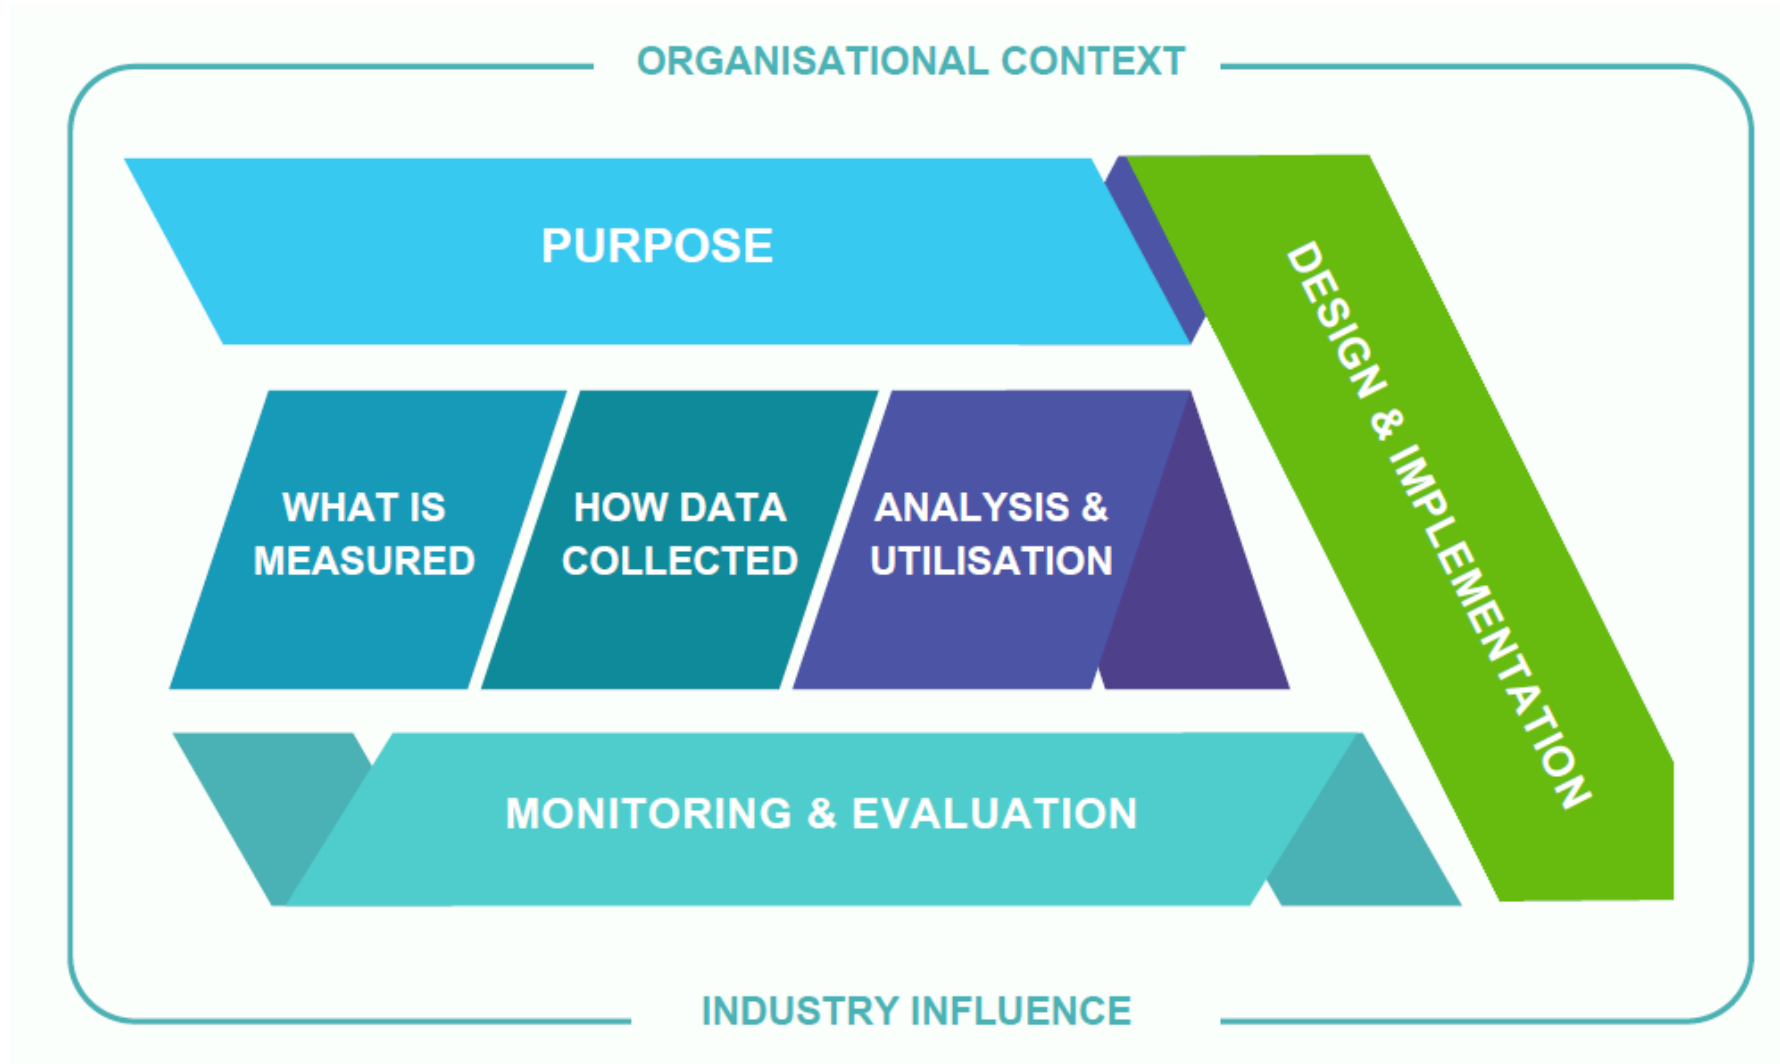 ORGANISATIONAL CONTEXT
PURPOSE
DESIGN & IMPLEMENTATION
WHAT IS
MEASURED
HOW DATA
COLLECTED
ANALYSIS &
UTILISATION
MONITORING & EVALUATION
INDUSTRY INFLUENCE